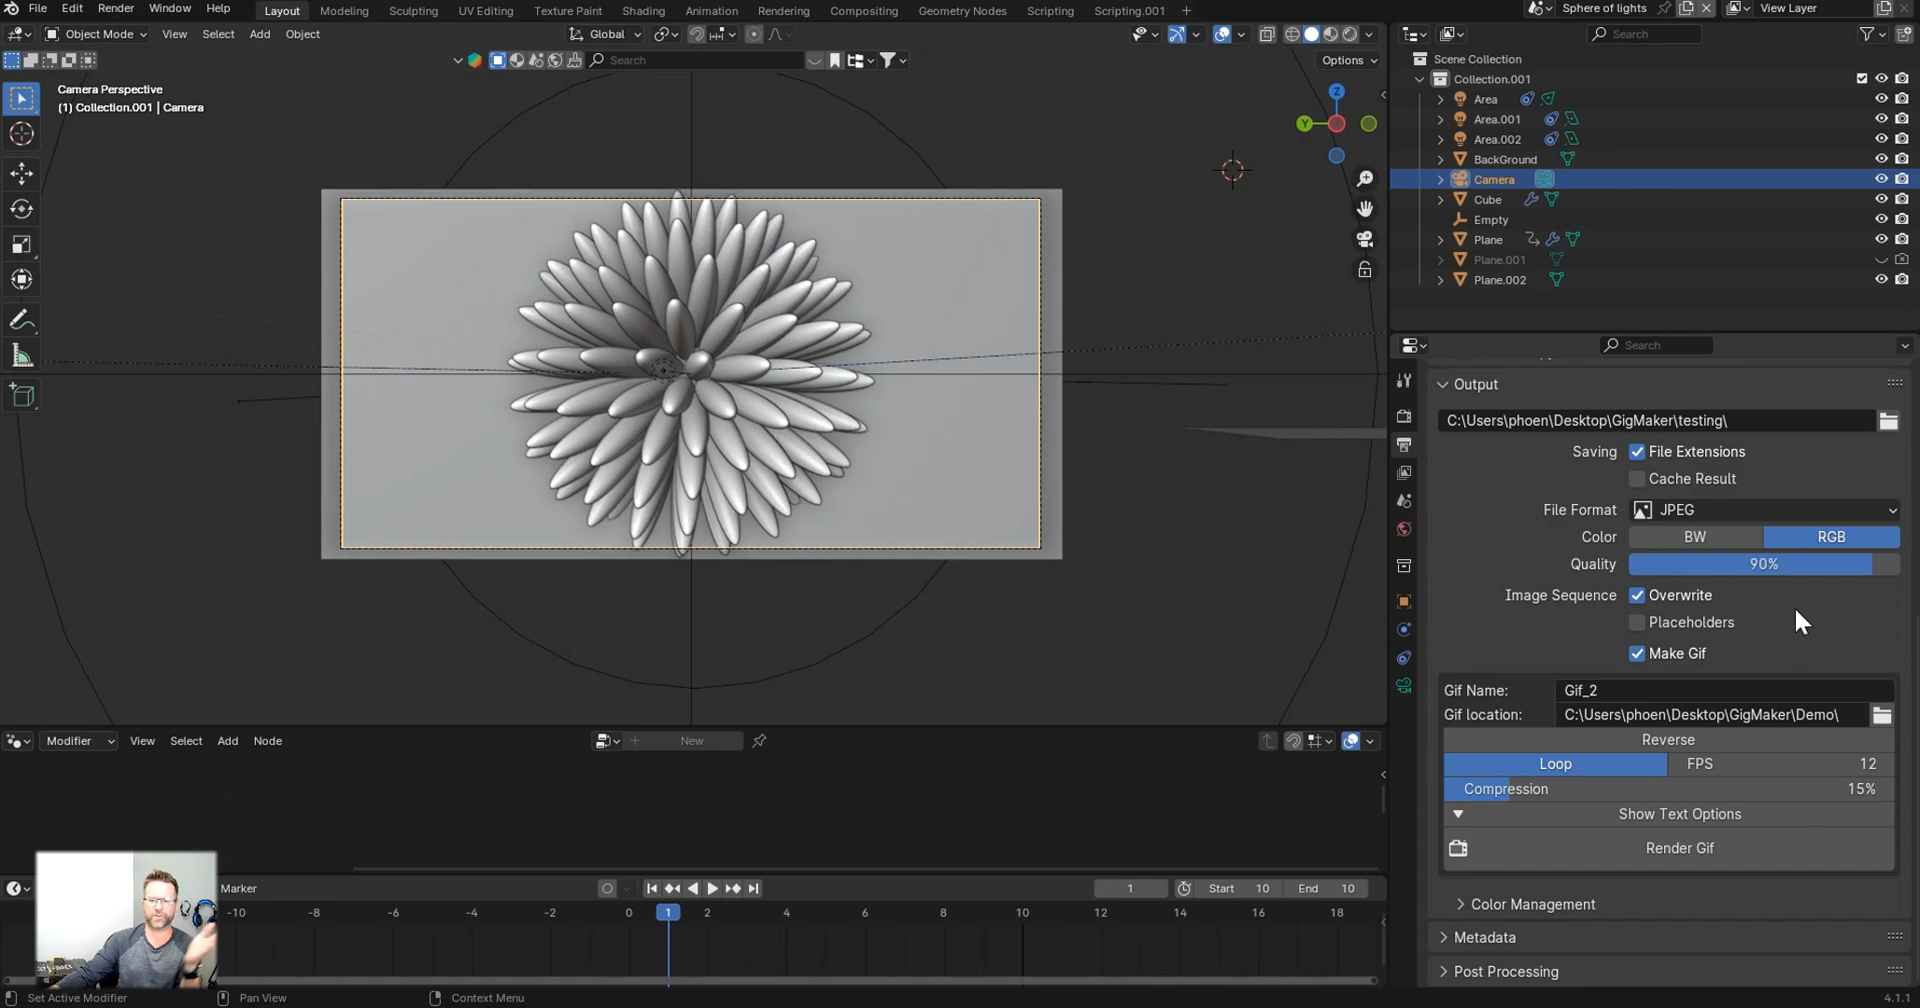 File Edit Render Window Help Layout Modeling Sculpting UV Editing Texture Paint Shading Animation Rendering Compositing Geometry Nodes Scripting Scripting.001 + Sphere of lights View Layer
Object Mode View Select Add Object Global Search
Search Options
Camera Perspective
(1) Collection.001 | Camera
Z
Y
Scene Collection
Collection.001
Area
Area.001
Area.002
BackGround
Camera
Cube
Empty
Plane
Plane.001
Plane.002
Search
Output
C:\Users\phoen\Desktop\GigMaker\testing\
Saving File Extensions
Cache Result
File Format JPEG
Color BW RGB
Quality 90%
Image Sequence Overwrite
Placeholders
Make Gif
Gif Name: Gif_2
Gif location: C:\Users\phoen\Desktop\GigMaker\Demo\
Reverse
Loop FPS 12
Compression 15%
Show Text Options
Render Gif
Color Management
Metadata
Post Processing
Modifier View Select Add Node New
Marker 1 Start 10 End 10
-10 -8 -6 -4 -2 0 1 2 4 6 8 10 12 14 16 18
Set Active Modifier Pan View Context Menu 4.1.1